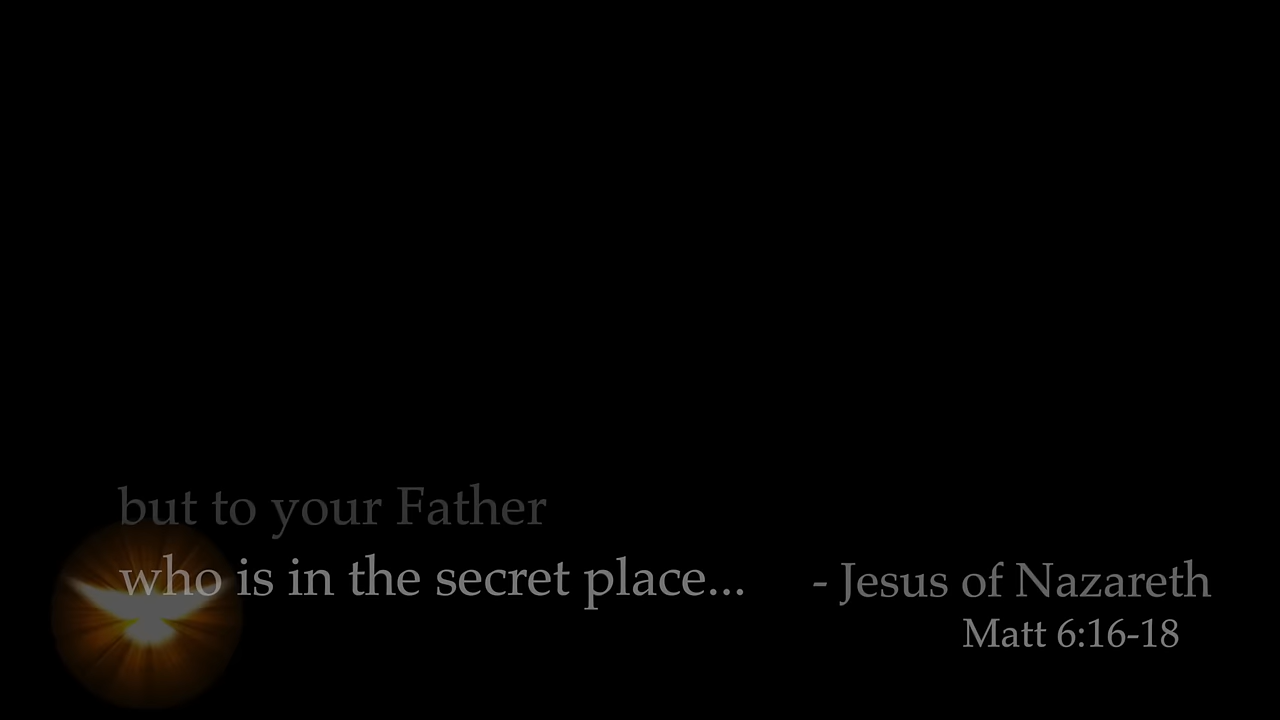 but to your Father
who is in the secret place...
- Jesus of Nazareth
Matt 6:16-18